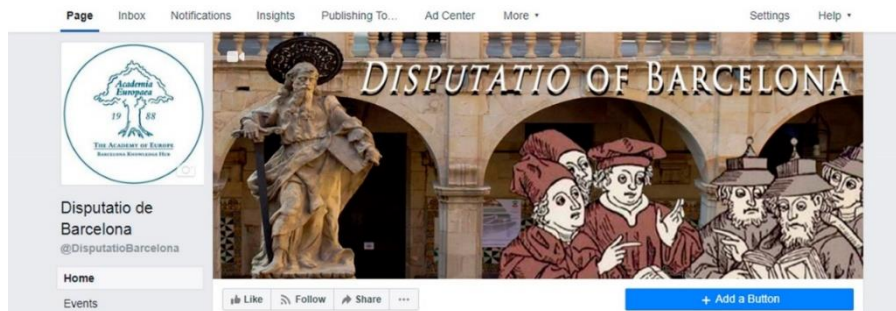 Page Inbox Notifications Insights Publishing To... Ad Center More Settings Help
DISPUTATIO OF BARCELONA
Academia
Europaea
19 88
THE ACADEMY OF EUROPE
BARCELONA KNOWLEDGE HUB
Disputatio de
Barcelona
@DisputatioBarcelona
Home
Events
Like Follow Share ... + Add a Button